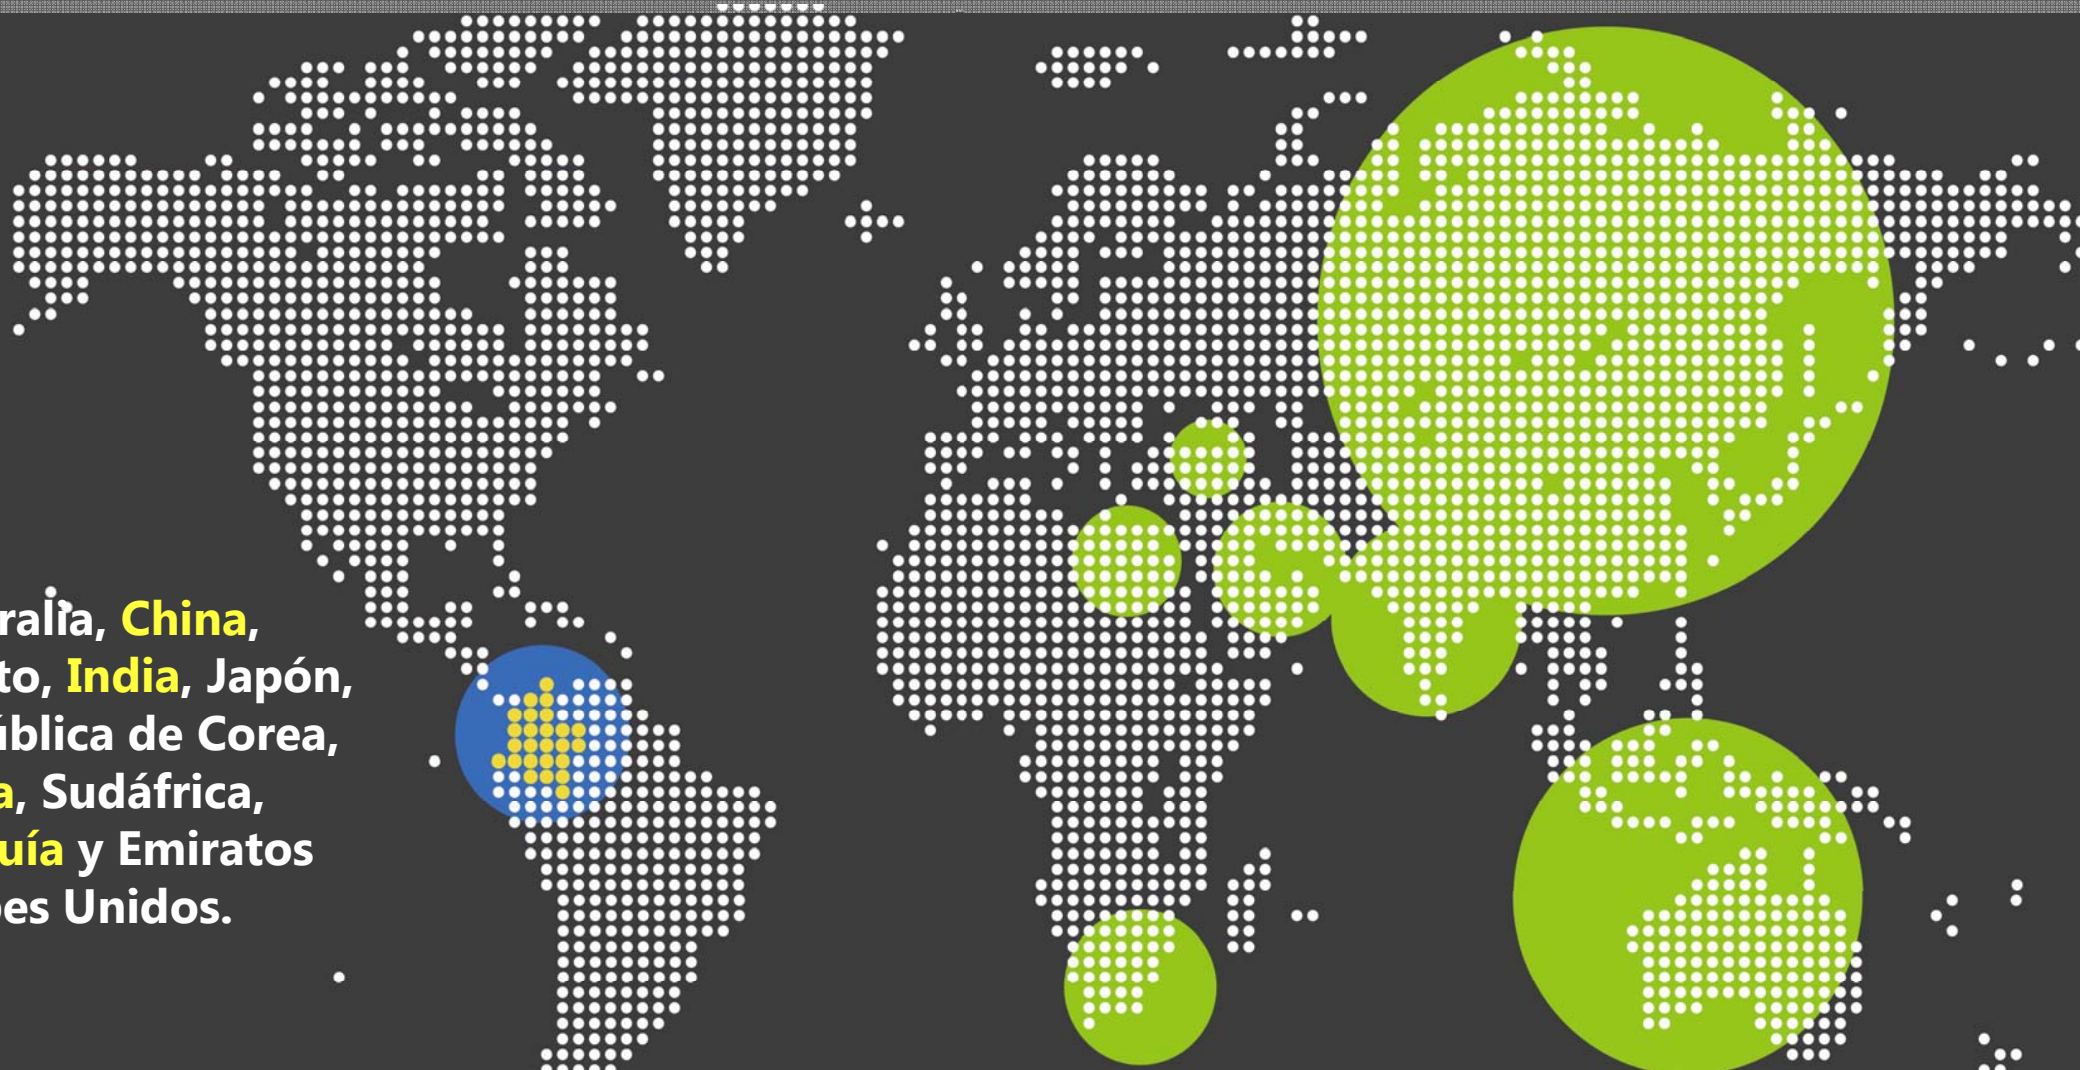 ralia, China,
to, India, Japón,
ública de Corea,
a, Sudáfrica,
uía y Emiratos
es Unidos.